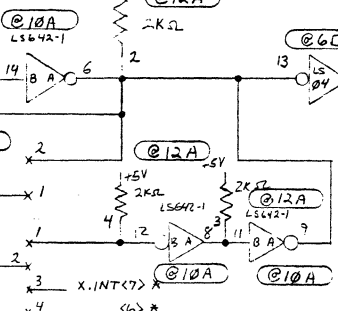 @12A
@10A
LS642-1
2KΩ
@6D
14
B A
6
2
13
LS
04
2
@12A
+5V
+5V
1
2KΩ
2KΩ
@12A
LS642-1
LS642-1
4
3
1
12
B A
8
11
B A
9
2
@10A
@10A
3
X.INT<7> *
4
<6> *